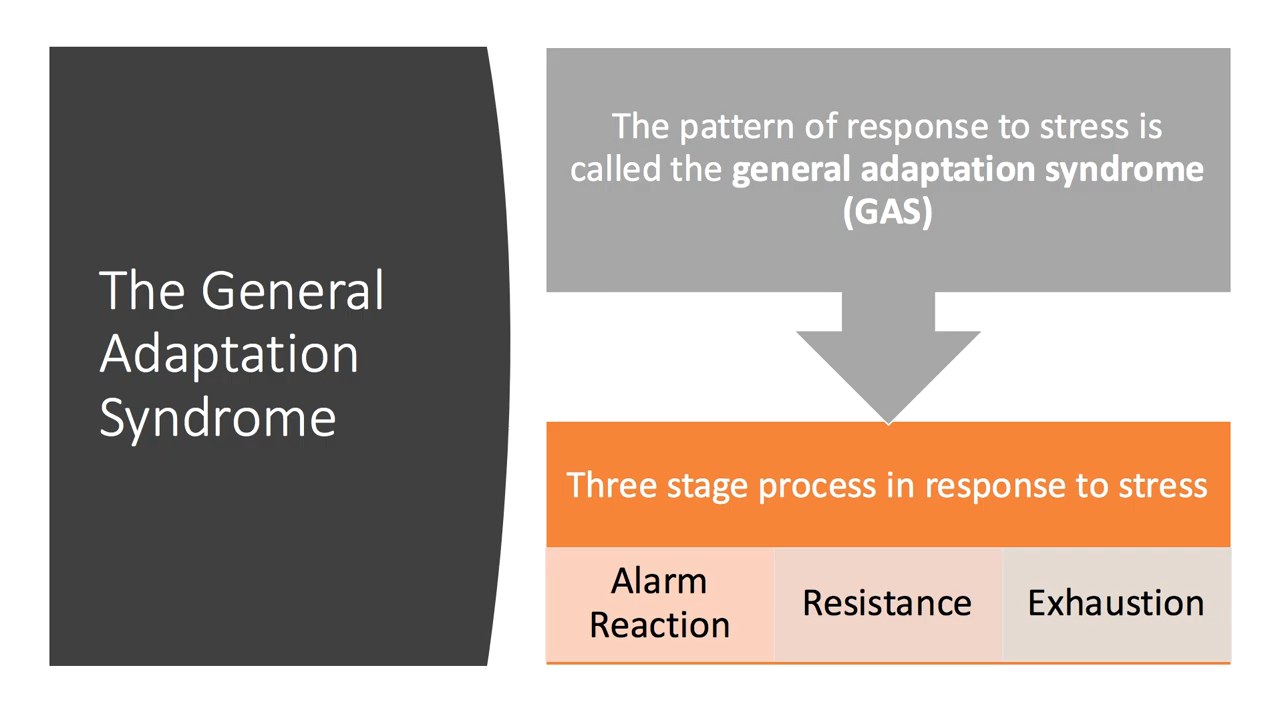 The General
Adaptation
Syndrome
The pattern of response to stress is
called the general adaptation syndrome
(GAS)
Three stage process in response to stress
Alarm
Reaction
Resistance
Exhaustion